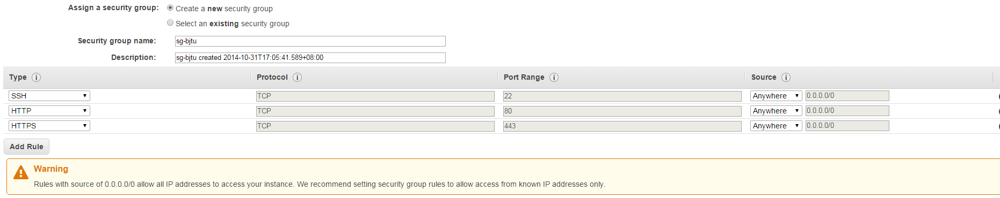 Assign a security group: Create a new security group
Select an existing security group
Security group name: sg-bjtu
Description: sg-bjtu created 2014-10-31T17:05:41.589+08:00
Type Protocol Port Range Source
SSH TCP 22 Anywhere 0.0.0.0/0
HTTP TCP 80 Anywhere 0.0.0.0/0
HTTPS TCP 443 Anywhere 0.0.0.0/0
Add Rule
Warning
Rules with source of 0.0.0.0/0 allow all IP addresses to access your instance. We recommend setting security group rules to allow access from known IP addresses only.